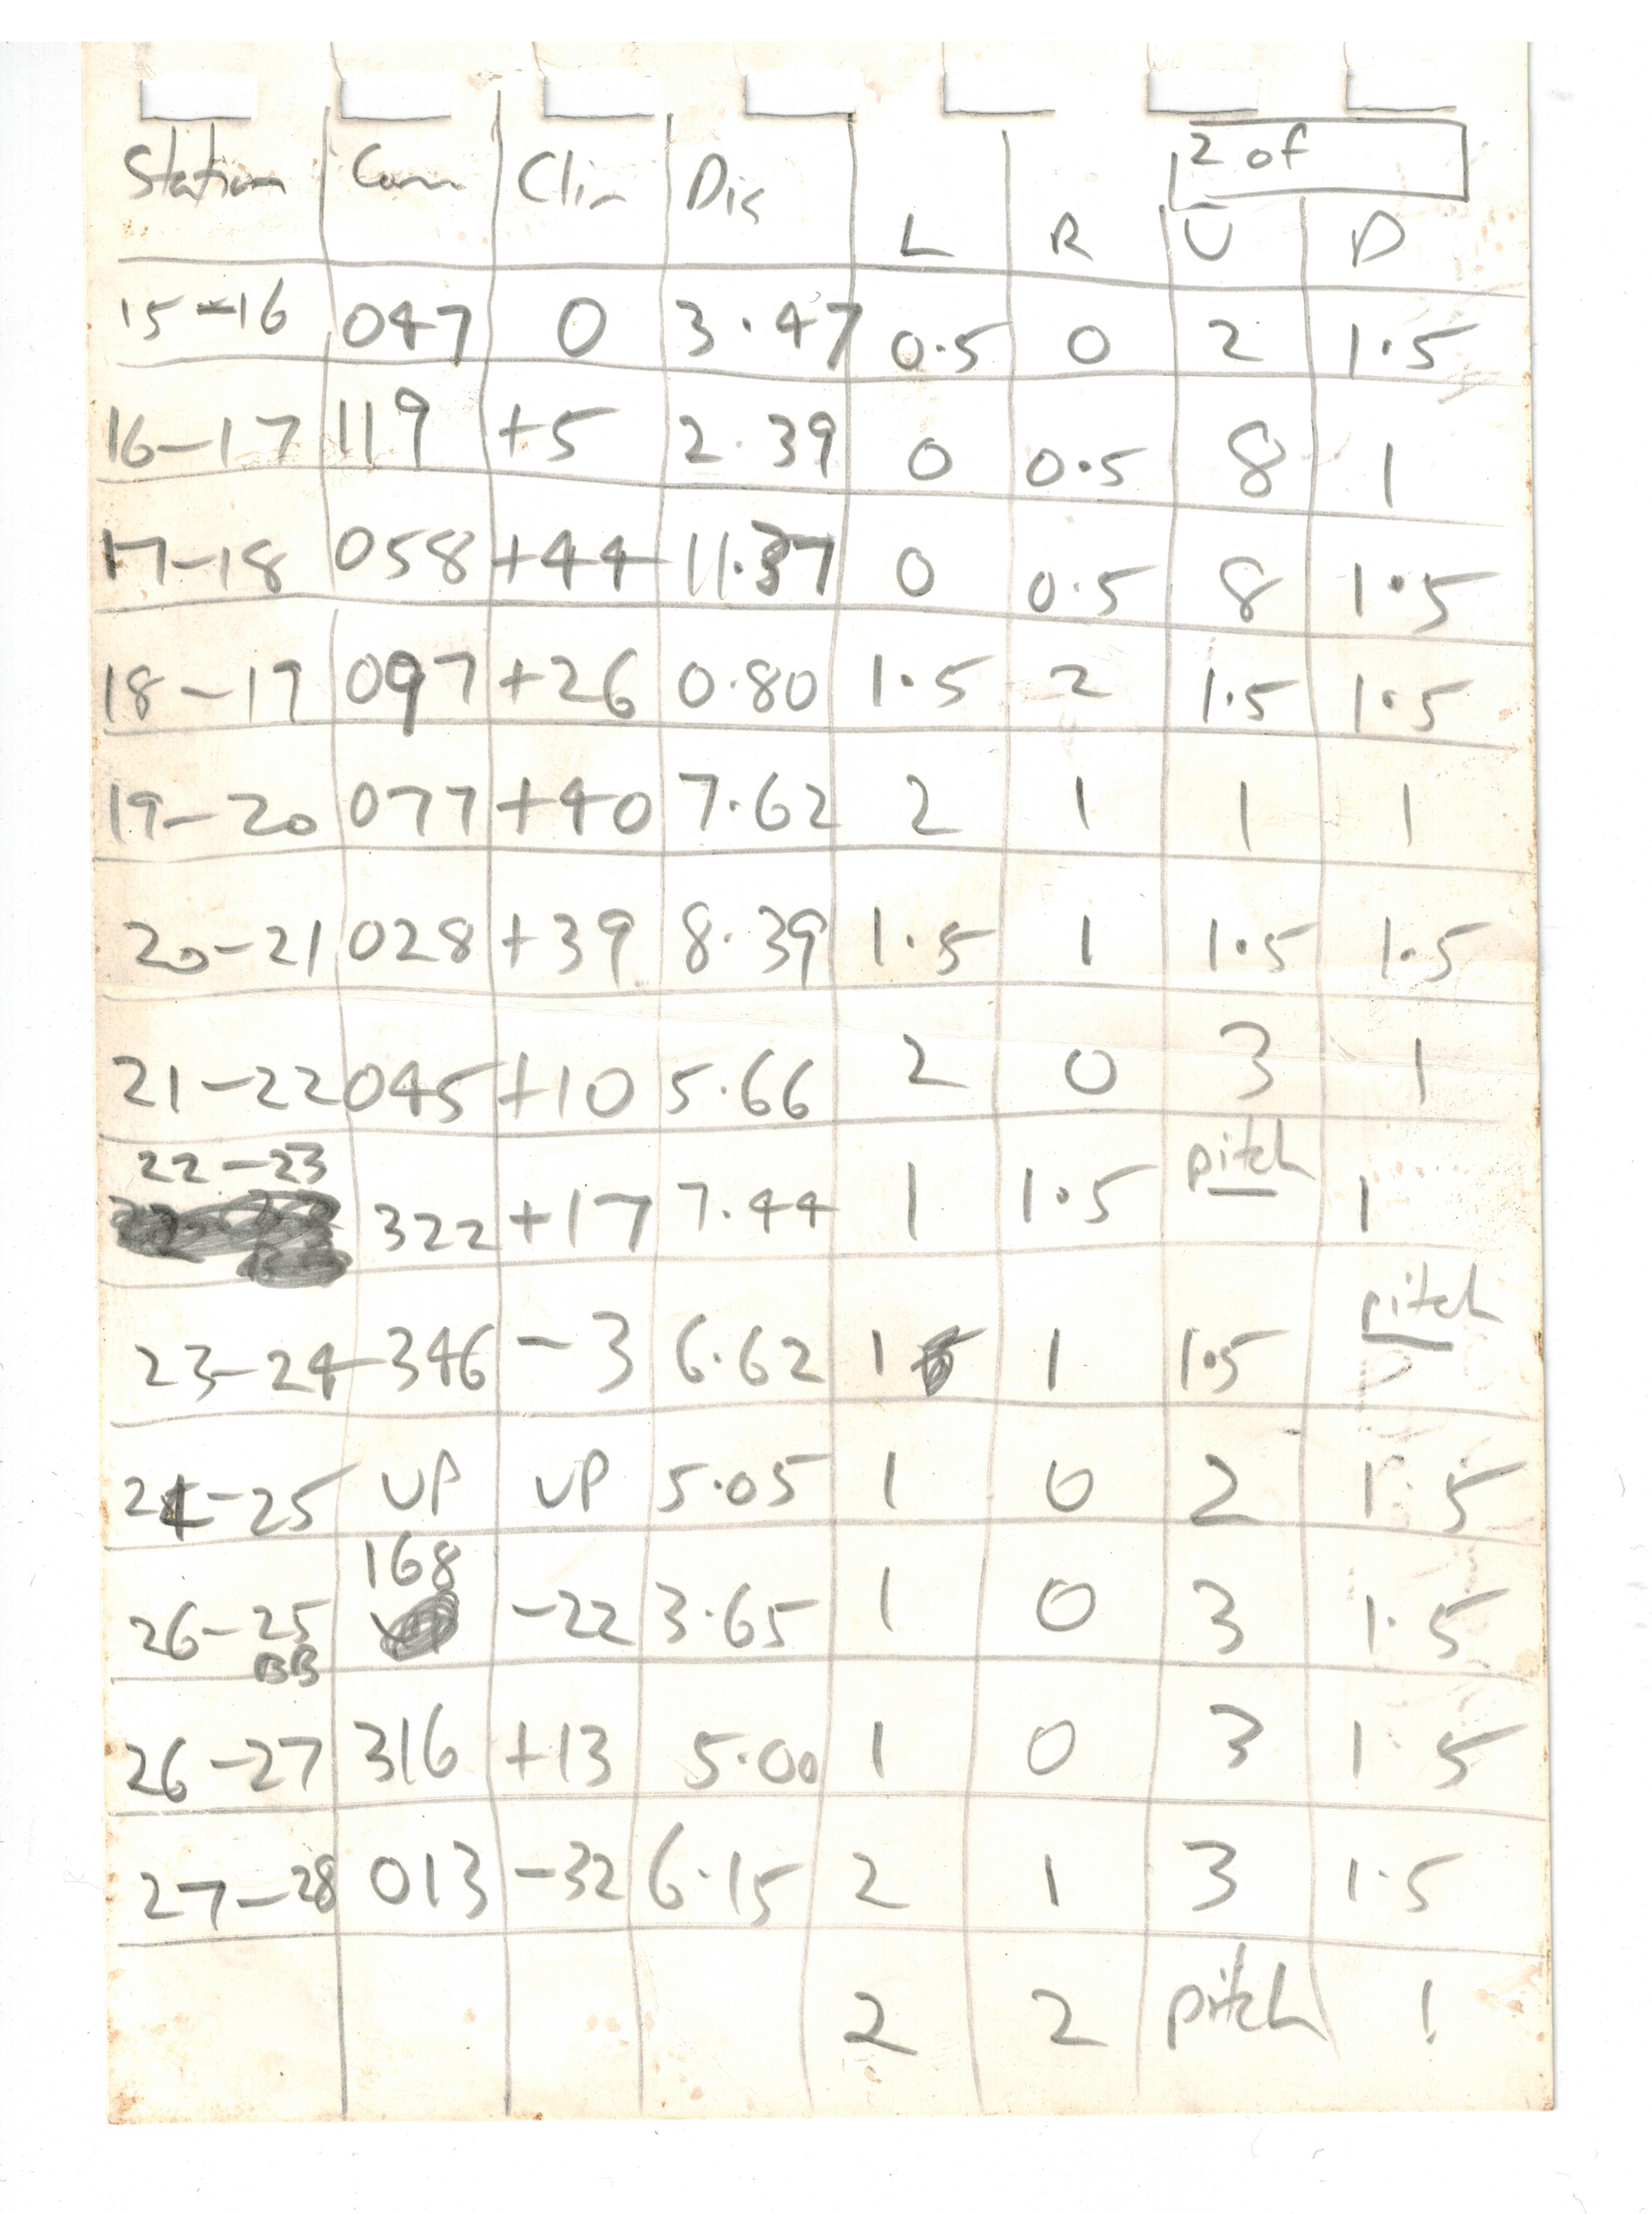 2 of
Station Com Clin Dis L R U D
15-16 047 0 3.47 0.5 0 2 1.5
16-17 119 +5 2.39 0 0.5 8 1
17-18 058 +44 11.37 0 0.5 8 1.5
18-19 097 +26 0.80 1.5 2 1.5 1.5
19-20 077 +40 7.62 2 1 1 1
20-21 028 +39 8.39 1.5 1 1.5 1.5
21-22 045 +10 5.66 2 0 3 1
22-23 322 +17 7.44 1 1.5 pitch 1
23-24 346 -3 6.62 1 1 1.5 pitch
24-25 UP UP 5.05 1 0 2 1.5
26-25 168 -22 3.65 1 0 3 1.5
BB
26-27 316 +13 5.00 1 0 3 1.5
27-28 013 -32 6.15 2 1 3 1.5
2 2 pitch 1